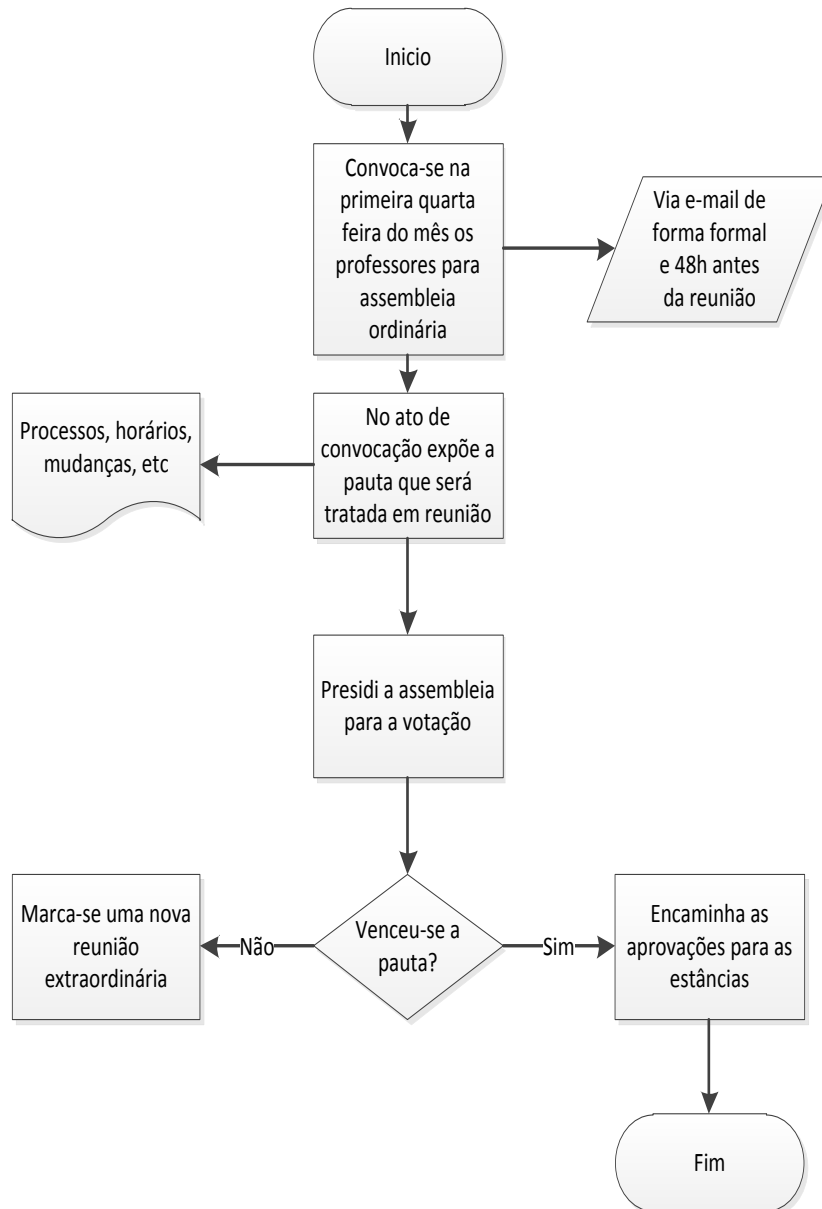 Inicio
Convoca-se na
primeira quarta
feira do mês os
professores para
assembleia
ordinária
Via e-mail de
forma formal
e 48h antes
da reunião
Processos, horários,
mudanças, etc
No ato de
convocação expõe a
pauta que será
tratada em reunião
Presidi a assembleia
para a votação
Marca-se uma nova
reunião
extraordinária
Não
Venceu-se a
pauta?
Sim
Encaminha as
aprovações para as
estâncias
Fim